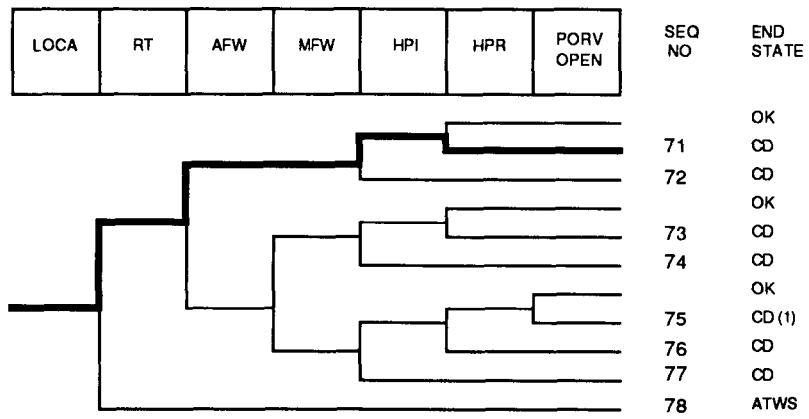 LOCA RT AFW MFW HPI HPR PORV OPEN SEQ NO END STATE
OK
71 CD
72 CD
OK
73 CD
74 CD
OK
75 CD (1)
76 CD
77 CD
78 ATWS